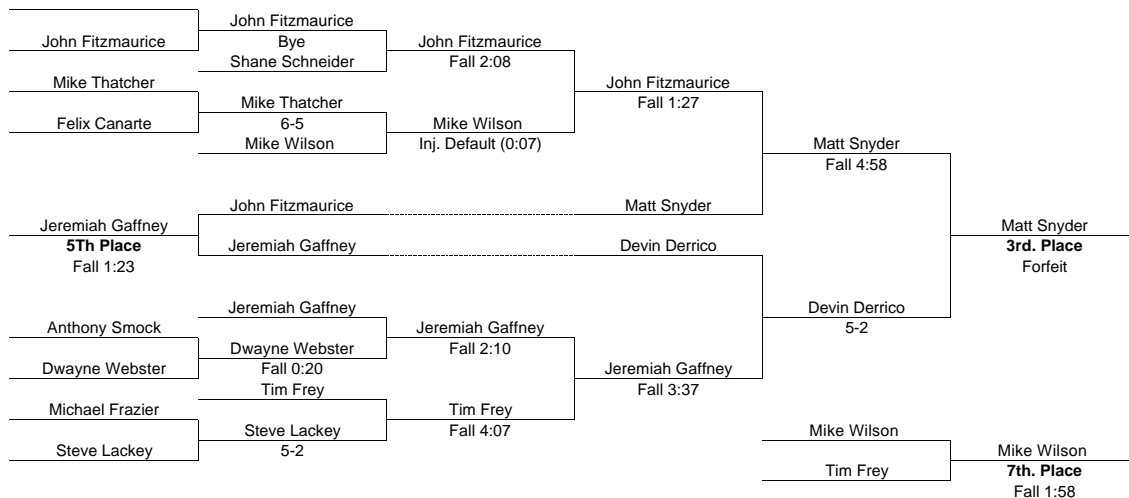 John Fitzmaurice
John Fitzmaurice
Bye
Shane Schneider
John Fitzmaurice
Fall 2:08
Mike Thatcher
Felix Canarte
Mike Thatcher
6-5
Mike Wilson
Mike Wilson
Inj. Default (0:07)
John Fitzmaurice
Fall 1:27
Matt Snyder
Fall 4:58
John Fitzmaurice
Matt Snyder
Jeremiah Gaffney
5Th Place
Fall 1:23
Jeremiah Gaffney
Devin Derrico
Matt Snyder
3rd. Place
Forfeit
Jeremiah Gaffney
Anthony Smock
Dwayne Webster
Dwayne Webster
Fall 0:20
Jeremiah Gaffney
Fall 2:10
Devin Derrico
5-2
Tim Frey
Michael Frazier
Steve Lackey
Steve Lackey
5-2
Tim Frey
Fall 4:07
Jeremiah Gaffney
Fall 3:37
Mike Wilson
Tim Frey
Mike Wilson
7th. Place
Fall 1:58